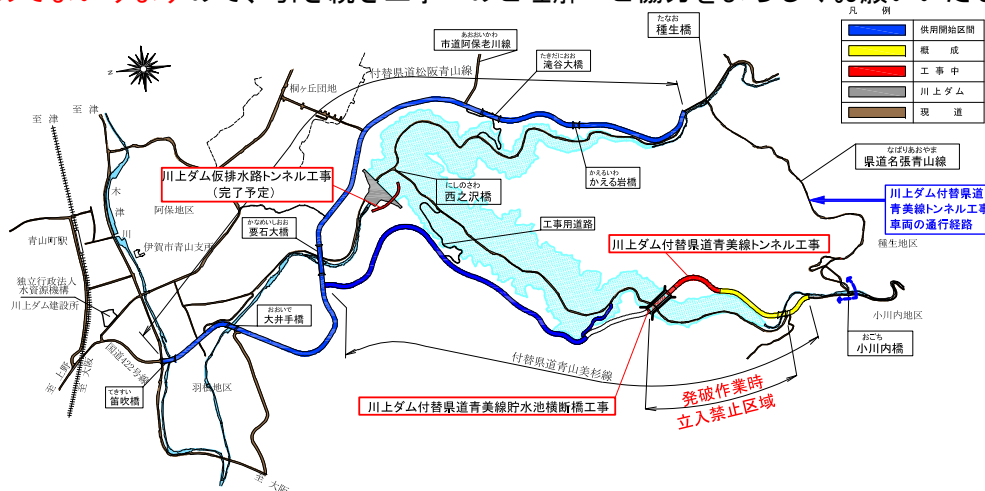 凡 例
供用開始区間
概 成
工 事 中
川 上 ダ ム
現 道
たなお
種生橋
あおおいかわ
市道阿保老川線
たきだにおお
滝谷大橋
付替県道松阪青山線
桐ヶ丘団地
N
至 津
至 津
なばりあおやま
県道名張青山線
かえるいわ
かえる岩橋
川上ダム仮排水路トンネル工事
(完了予定)
にしのさわ
西之沢橋
川上ダム付替県道
青美線トンネル工事
車両の通行経路
木
津
川
阿保地区
かなめいしおお
要石大橋
工事用道路
種生地区
青山町駅
伊賀市青山支所
川上ダム付替県道青美線トンネル工事
独立行政法人
水資源機構
川上ダム建設所
おおいで
大井手橋
小川内地区
おごち
小川内橋
国道422号線
付替県道青山美杉線
至 上野
至 大阪
羽根地区
てきすい
笛吹橋
川上ダム付替県道青美線貯水池横断橋工事
発破作業時
立入禁止区域
至 大阪